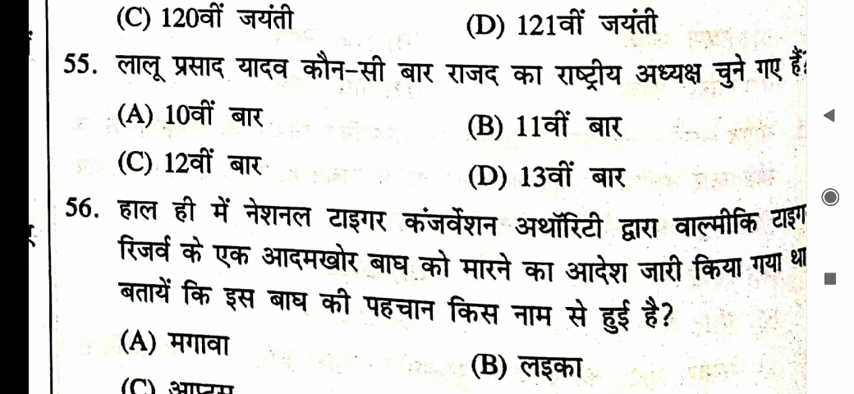 (C) 120वीं जयंती (D) 121वीं जयंती
55. लालू प्रसाद यादव कौन-सी बार राजद का राष्ट्रीय अध्यक्ष चुने गए हैं?
(A) 10वीं बार (B) 11वीं बार
(C) 12वीं बार (D) 13वीं बार
56. हाल ही में नेशनल टाइगर कंजर्वेशन अथॉरिटी द्वारा वाल्मीकि टाइग
रिजर्व के एक आदमखोर बाघ को मारने का आदेश जारी किया गया था
बतायें कि इस बाघ की पहचान किस नाम से हुई है?
(A) मगावा (B) लइका
(C)